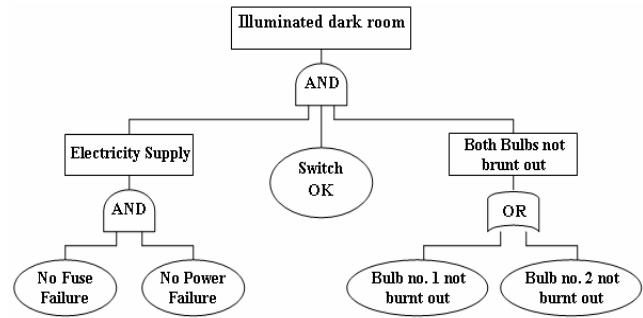 Illuminated dark room
AND
Electricity Supply
Switch
OK
Both Bulbs not
brunt out
AND
OR
No Fuse
Failure
No Power
Failure
Bulb no. 1 not
burnt out
Bulb no. 2 not
burnt out